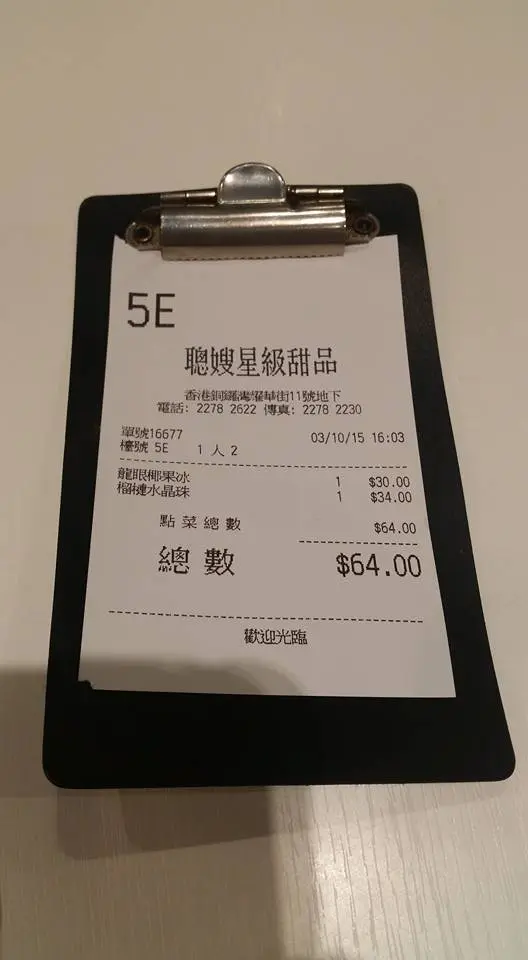 5E
聰嫂星級甜品
香港銅鑼灣耀華街11號地下
電話: 2278 2622 傳真: 2278 2230
單號16677 03/10/15 16:03
檯號 5E 1 人 2
龍眼椰果冰 1 $30.00
榴槤水晶珠 1 $34.00
點菜總數 $64.00
總數 $64.00
歡迎光臨